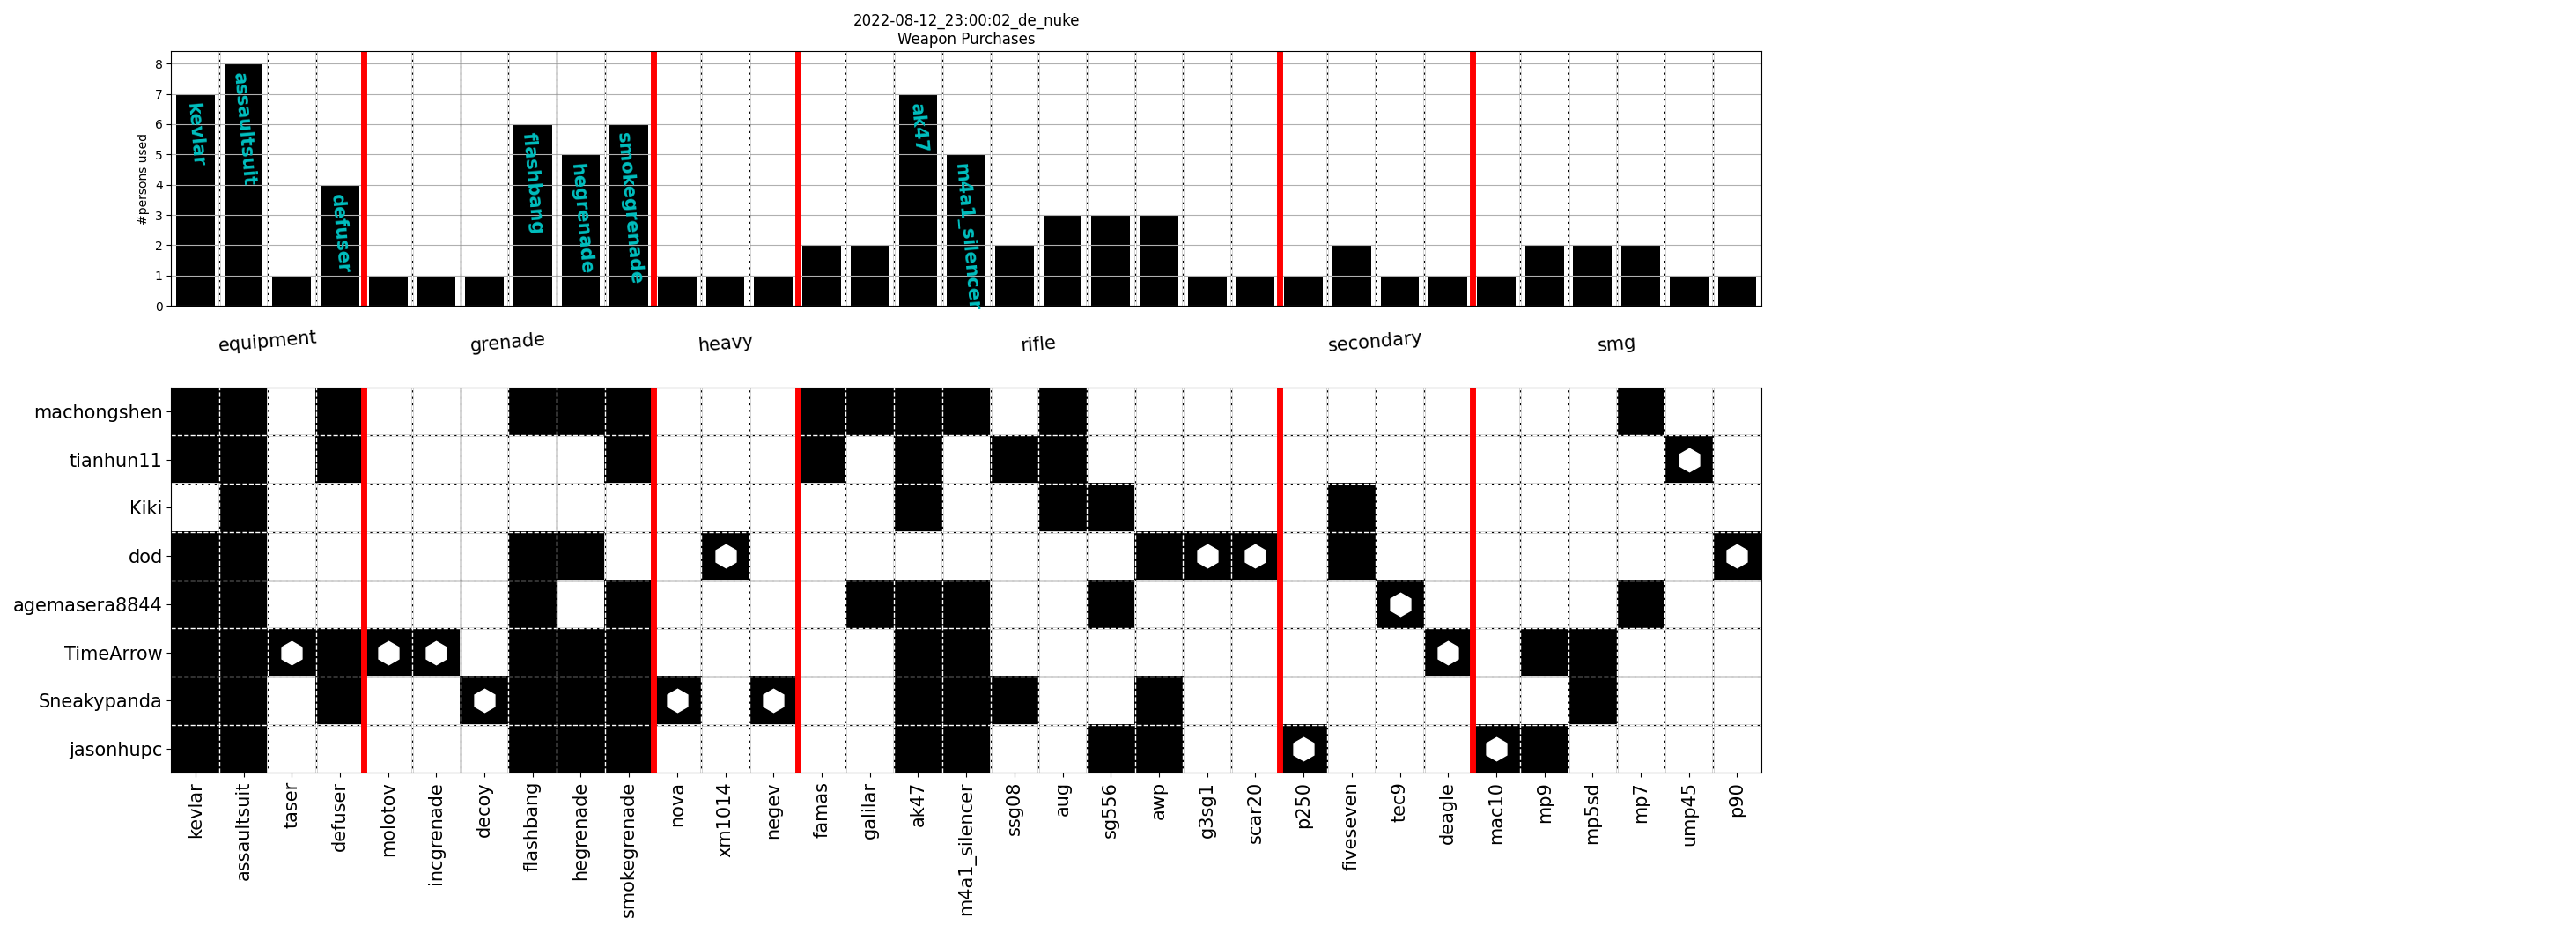 2022-08-12_23:00:02_de_nuke
Weapon Purchases
8
7
6
5
4
3
2
1
0
#persons used
kevlar
assaultsuit
defuser
flashbang
hegrenade
smokegrenade
ak47
m4a1_silencer
equipment grenade heavy rifle secondary smg
machongshen
tianhun11
Kiki
dod
agemasera8844
TimeArrow
Sneakypanda
jasonhupc
kevlar
assaultsuit
taser
defuser
molotov
incgrenade
decoy
flashbang
hegrenade
smokegrenade
nova
xm1014
negev
famas
galilar
ak47
m4a1_silencer
ssg08
aug
sg556
awp
g3sg1
scar20
p250
fiveseven
tec9
deagle
mac10
mp9
mp5sd
mp7
ump45
p90